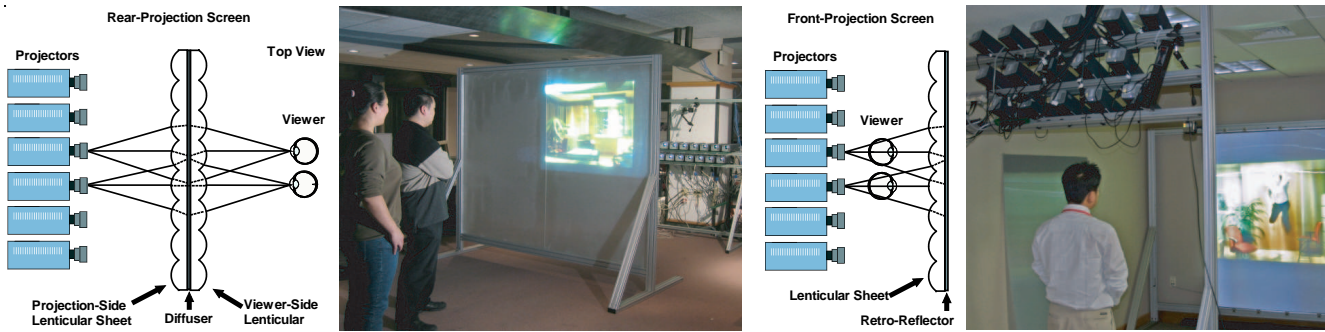 Rear-Projection Screen
Projectors
Top View
Viewer
Projection-Side
Lenticular Sheet
Diffuser
Viewer-Side
Lenticular
Front-Projection Screen
Projectors
Viewer
Lenticular Sheet
Retro-Reflector